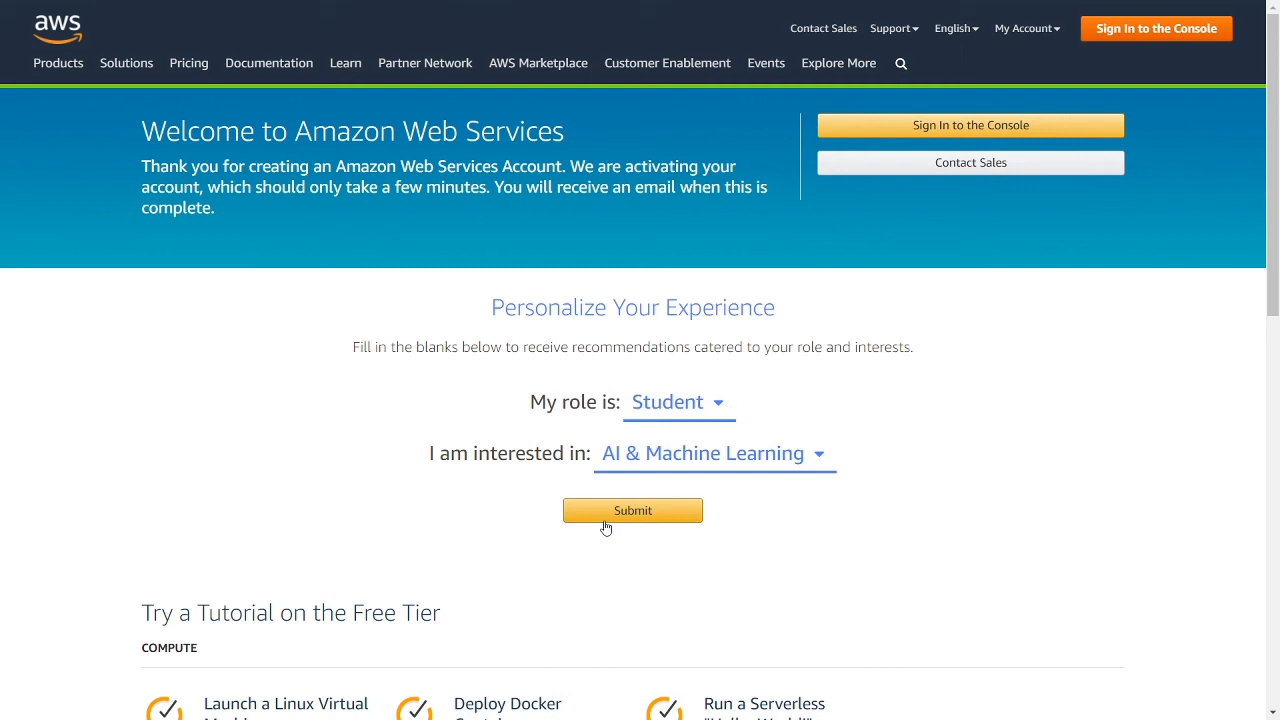 aws
Contact Sales Support English My Account Sign In to the Console
Products Solutions Pricing Documentation Learn Partner Network AWS Marketplace Customer Enablement Events Explore More
Welcome to Amazon Web Services
Thank you for creating an Amazon Web Services Account. We are activating your
account, which should only take a few minutes. You will receive an email when this is
complete.
Sign In to the Console
Contact Sales
Personalize Your Experience
Fill in the blanks below to receive recommendations catered to your role and interests.
My role is: Student
I am interested in: AI & Machine Learning
Submit
Try a Tutorial on the Free Tier
COMPUTE
Launch a Linux Virtual
Deploy Docker
Run a Serverless